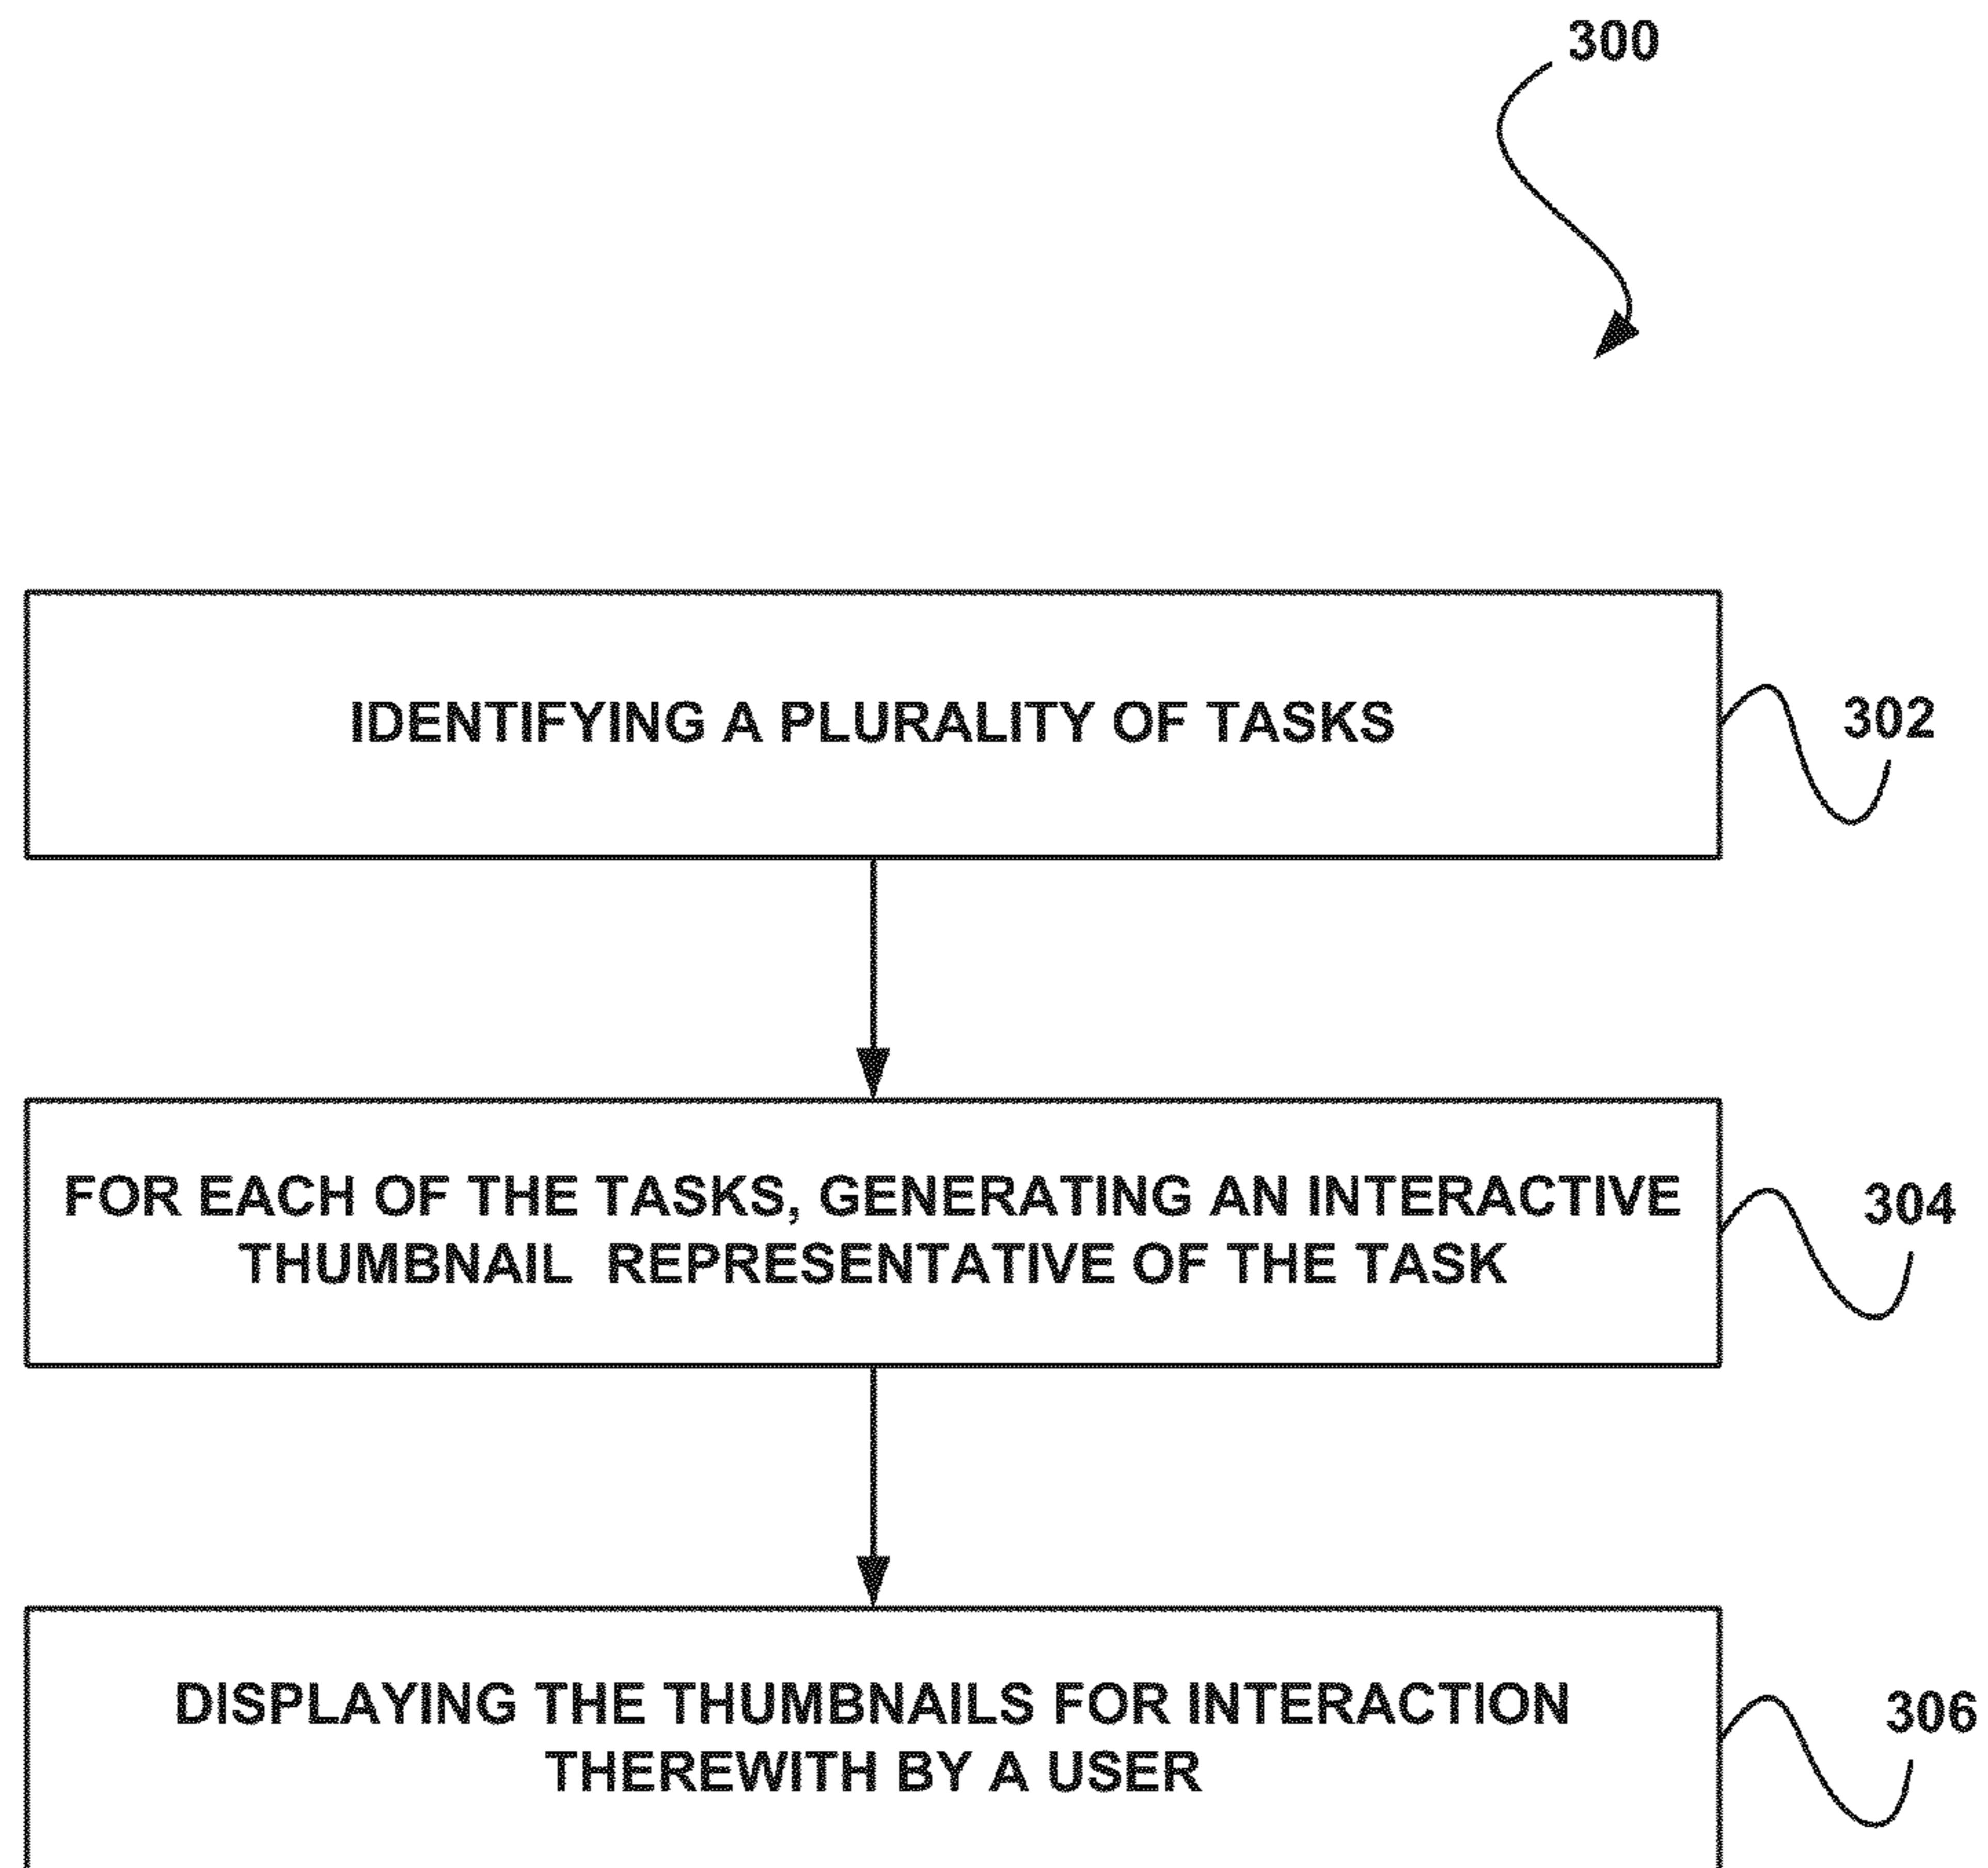 300
IDENTIFYING A PLURALITY OF TASKS
302
FOR EACH OF THE TASKS, GENERATING AN INTERACTIVE
THUMBNAIL REPRESENTATIVE OF THE TASK
304
DISPLAYING THE THUMBNAILS FOR INTERACTION
THEREWITH BY A USER
306